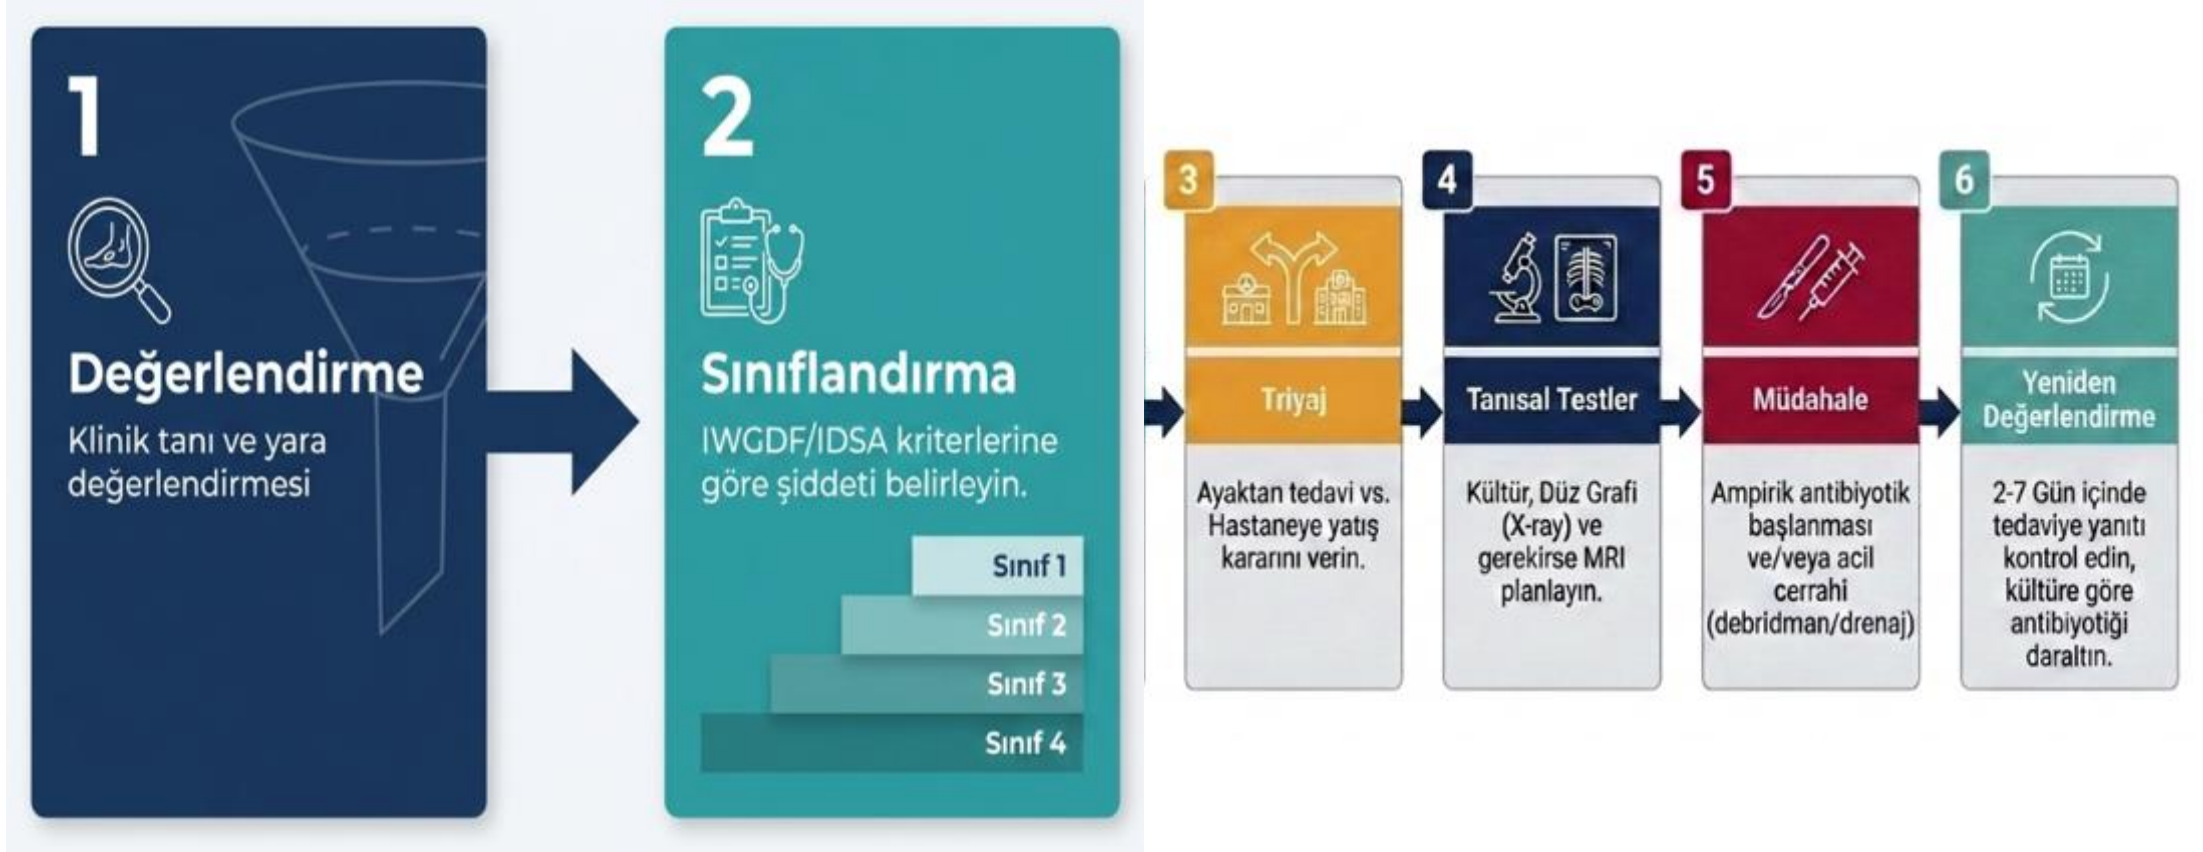 1
Değerlendirme
Klinik tanı ve yara
değerlendirmesi
2
Sınıflandırma
IWGDF/IDSA kriterlerine
göre şiddeti belirleyin.
Sınıf 1
Sınıf 2
Sınıf 3
Sınıf 4
3
Triyaj
Ayaktan tedavi vs.
Hastaneye yatış
kararını verin.
4
Tanısal Testler
Kültür, Düz Grafi
(X-ray) ve
gerekirse MRI
planlayın.
5
Müdahale
Ampirik antibiyotik
başlanması
ve/veya acil
cerrahi
(debridman/drenaj)
6
Yeniden
Değerlendirme
2-7 Gün içinde
tedaviye yanıtı
kontrol edin,
kültüre göre
antibiyotiği
daraltın.